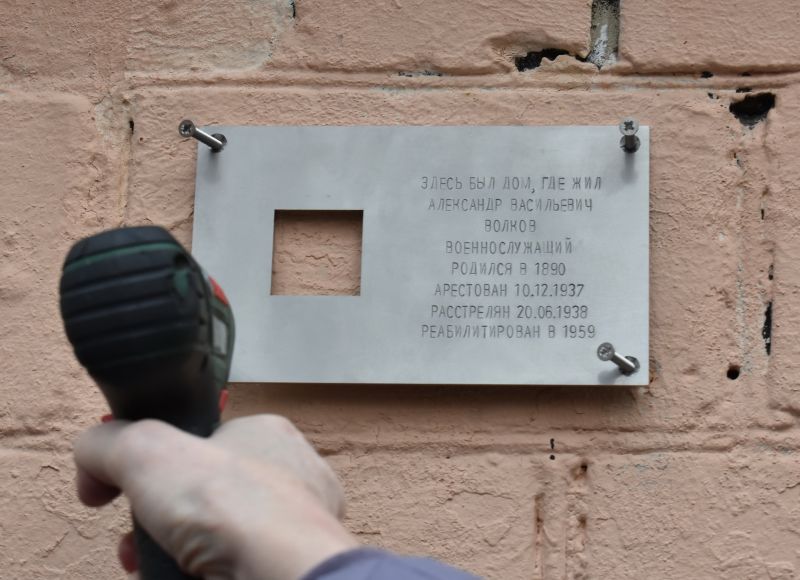 ЗДЕСЬ БЫЛ ДОМ, ГДЕ ЖИЛ
АЛЕКСАНДР ВАСИЛЬЕВИЧ
ВОЛКОВ
ВОЕННОСЛУЖАЩИЙ
РОДИЛСЯ В 1890
АРЕСТОВАН 10.12.1937
РАССТРЕЛЯН 20.06.1938
РЕАБИЛИТИРОВАН В 1959